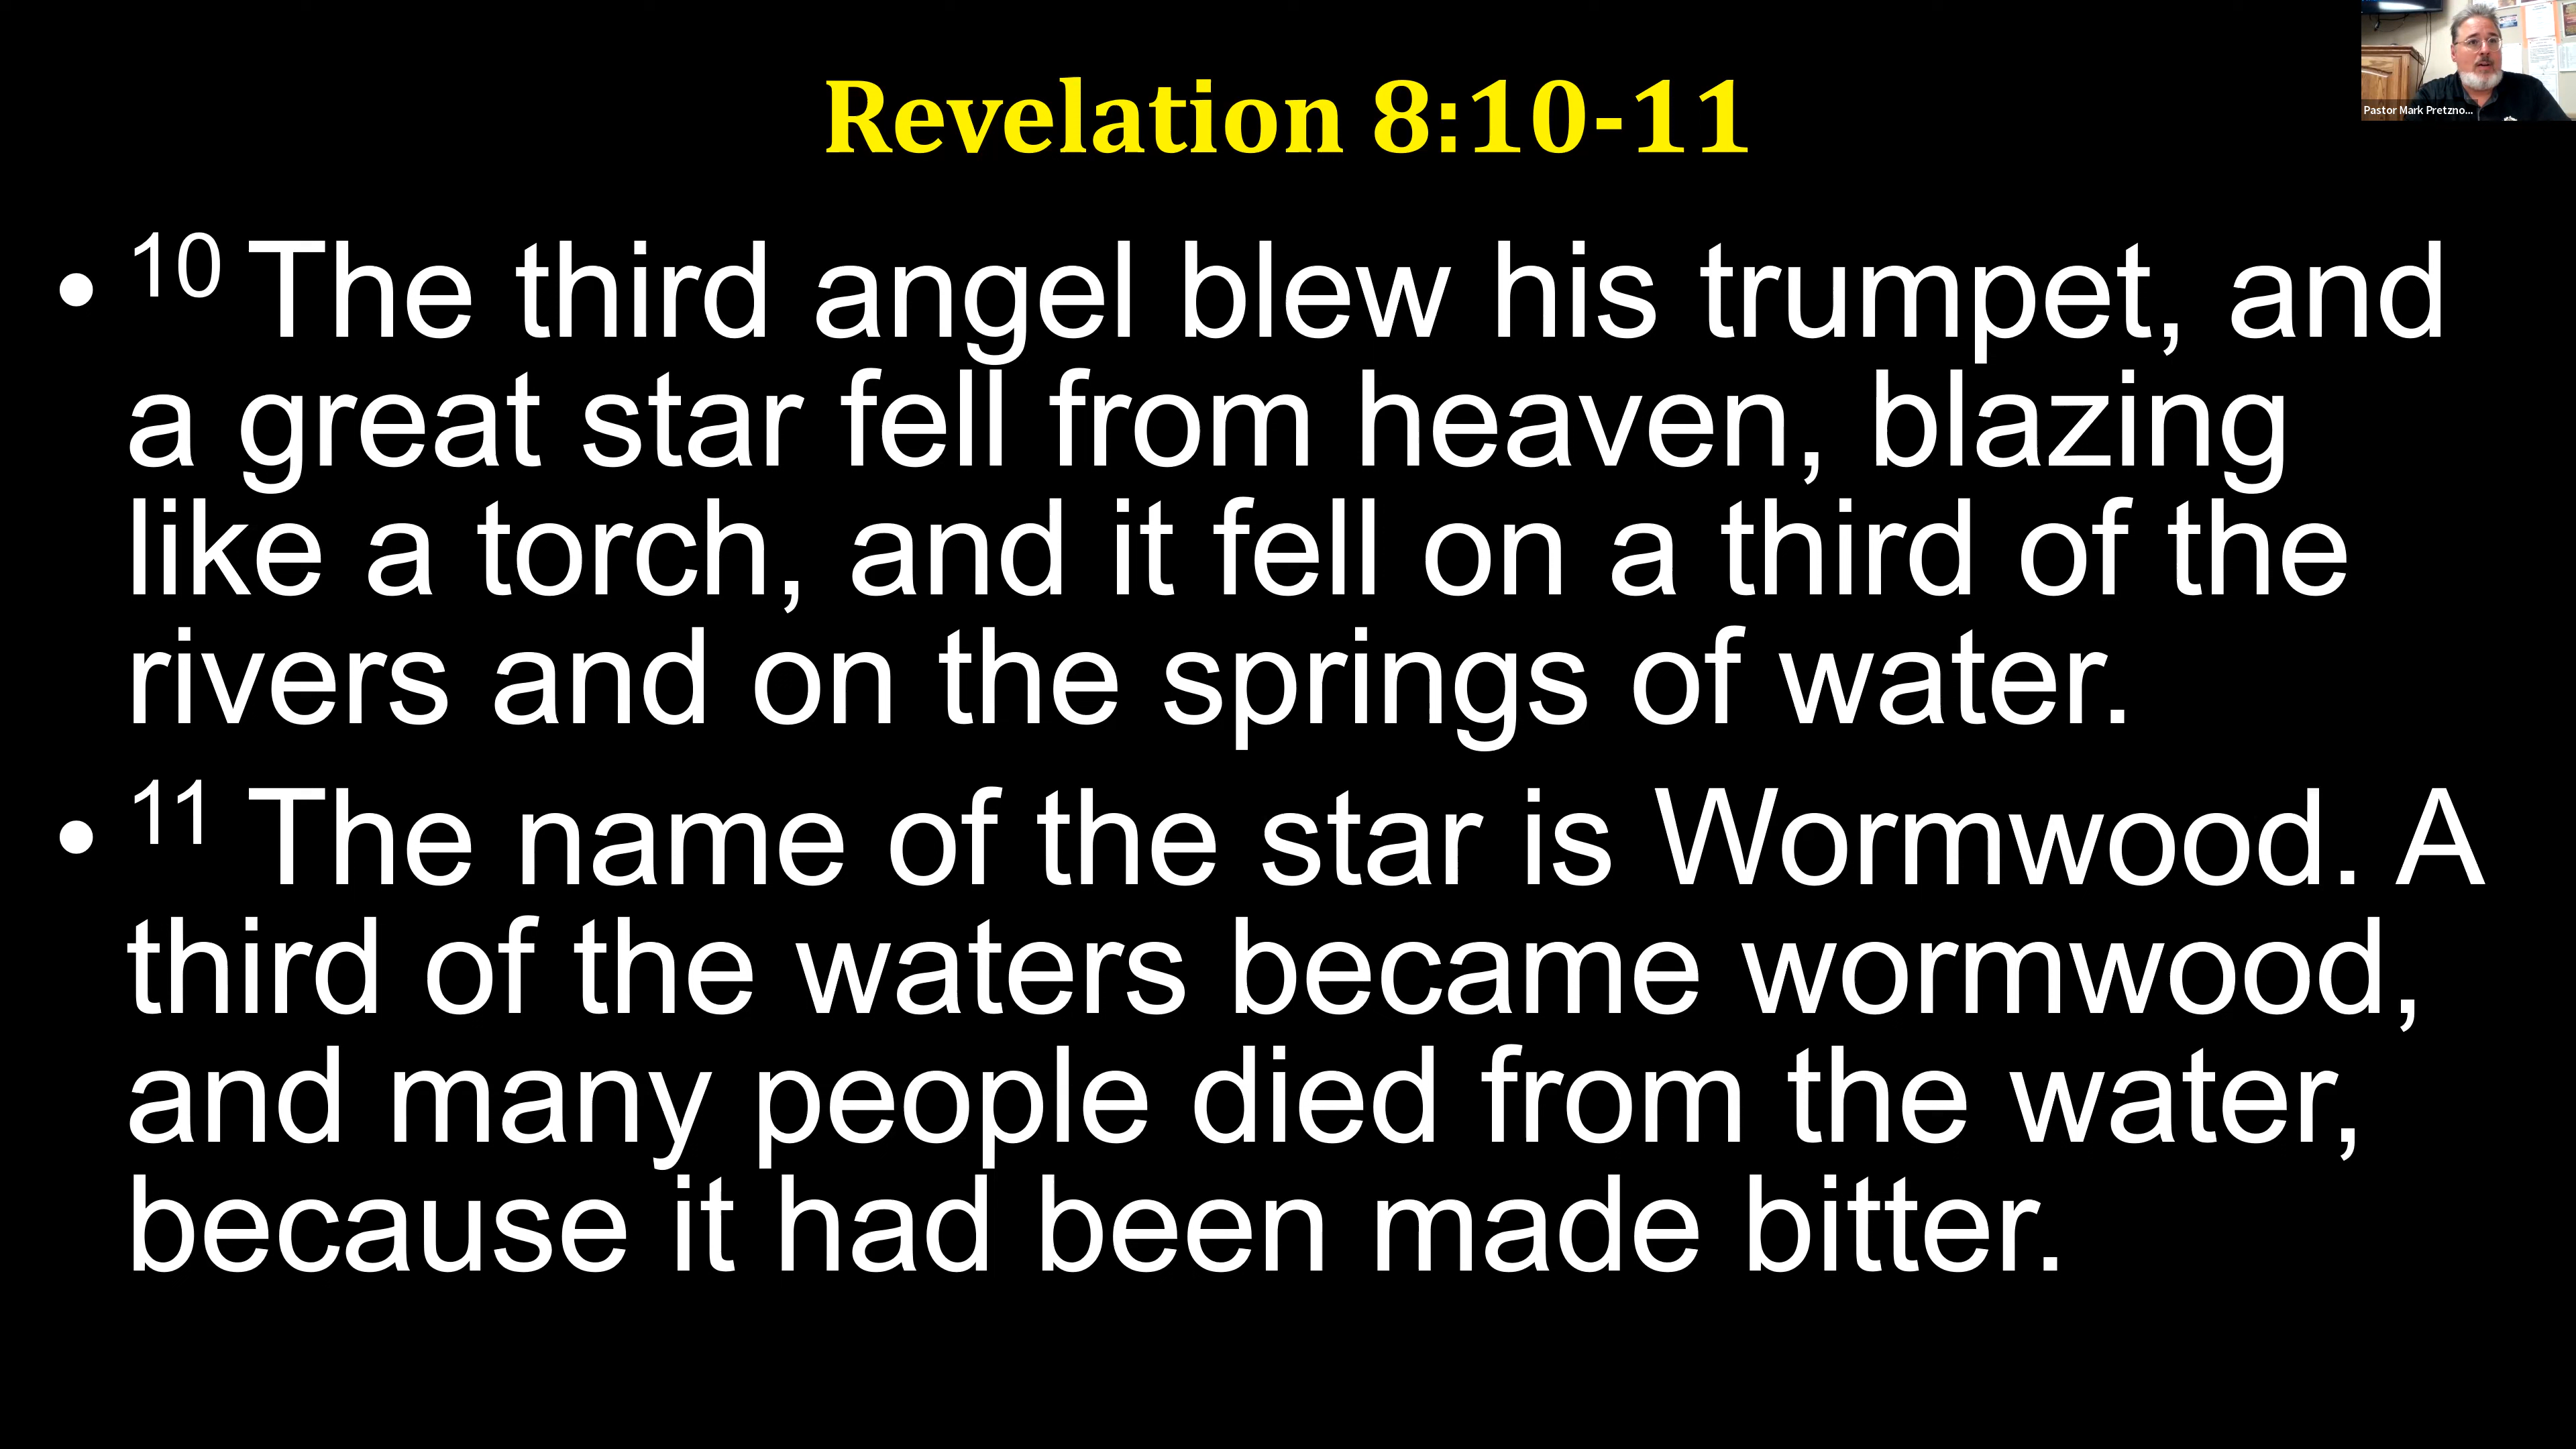 Revelation 8:10-11
Pastor Mark Pretzno...
• 10 The third angel blew his trumpet, and
a great star fell from heaven, blazing
like a torch, and it fell on a third of the
rivers and on the springs of water.
• 11 The name of the star is Wormwood. A
third of the waters became wormwood,
and many people died from the water,
because it had been made bitter.